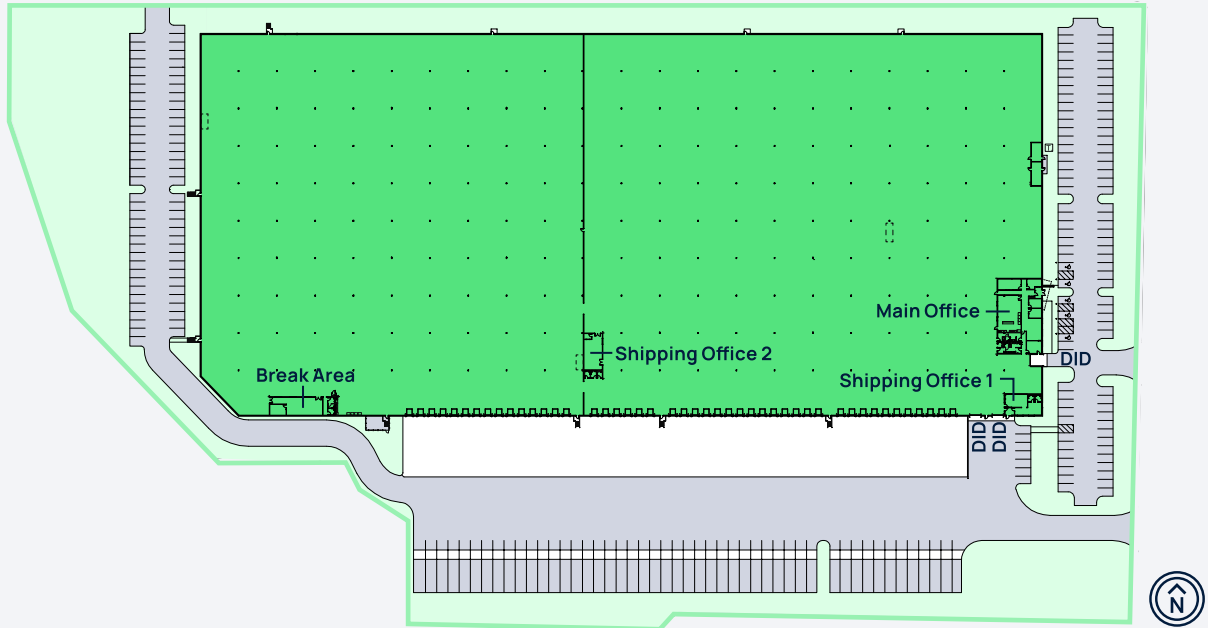 Main Office
Shipping Office 2
DID
Break Area
Shipping Office 1
DID
DID
N